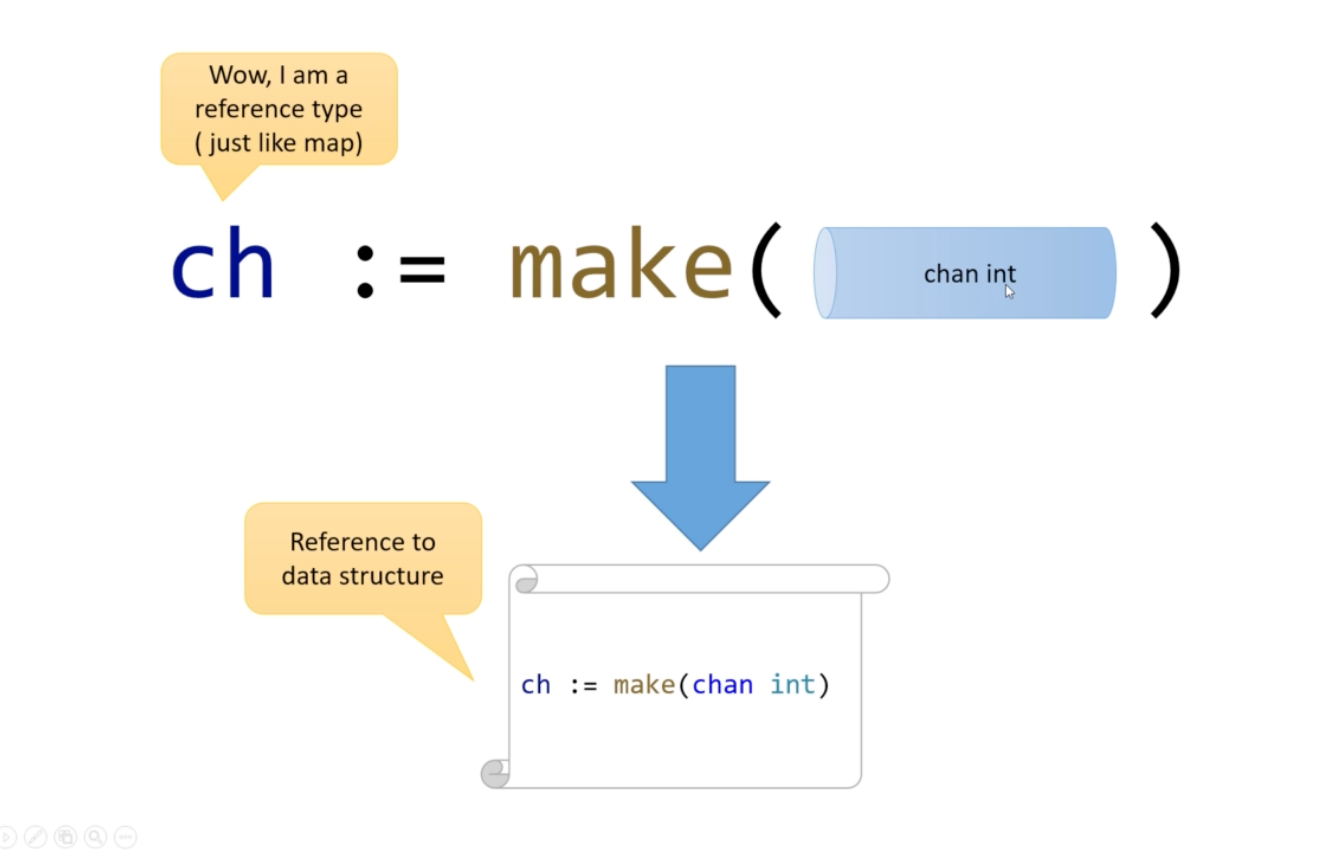 Wow, I am a
reference type
( just like map)
ch := make( chan int )
Reference to
data structure
ch := make(chan int)